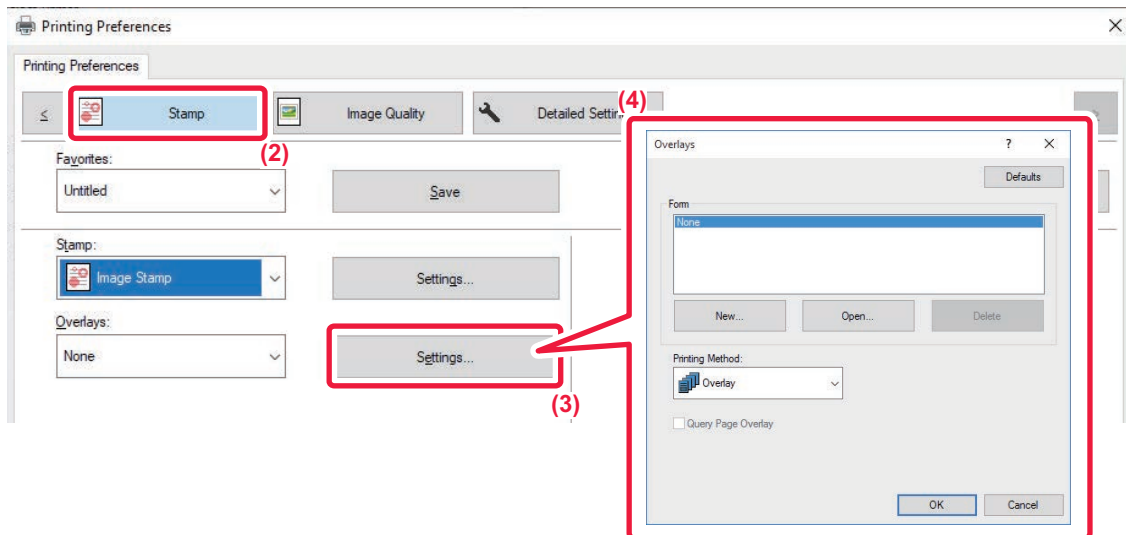 Printing Preferences
Printing Preferences
≤
Stamp
Image Quality
Detailed Settin
(4)
(2)
Favorites:
Untitled
Save
Stamp:
Image Stamp
Settings...
Overlays:
None
Settings...
(3)
Overlays
?
Defaults
Form
None
New...
Open...
Delete
Printing Method:
Overlay
Query Page Overlay
OK
Cancel